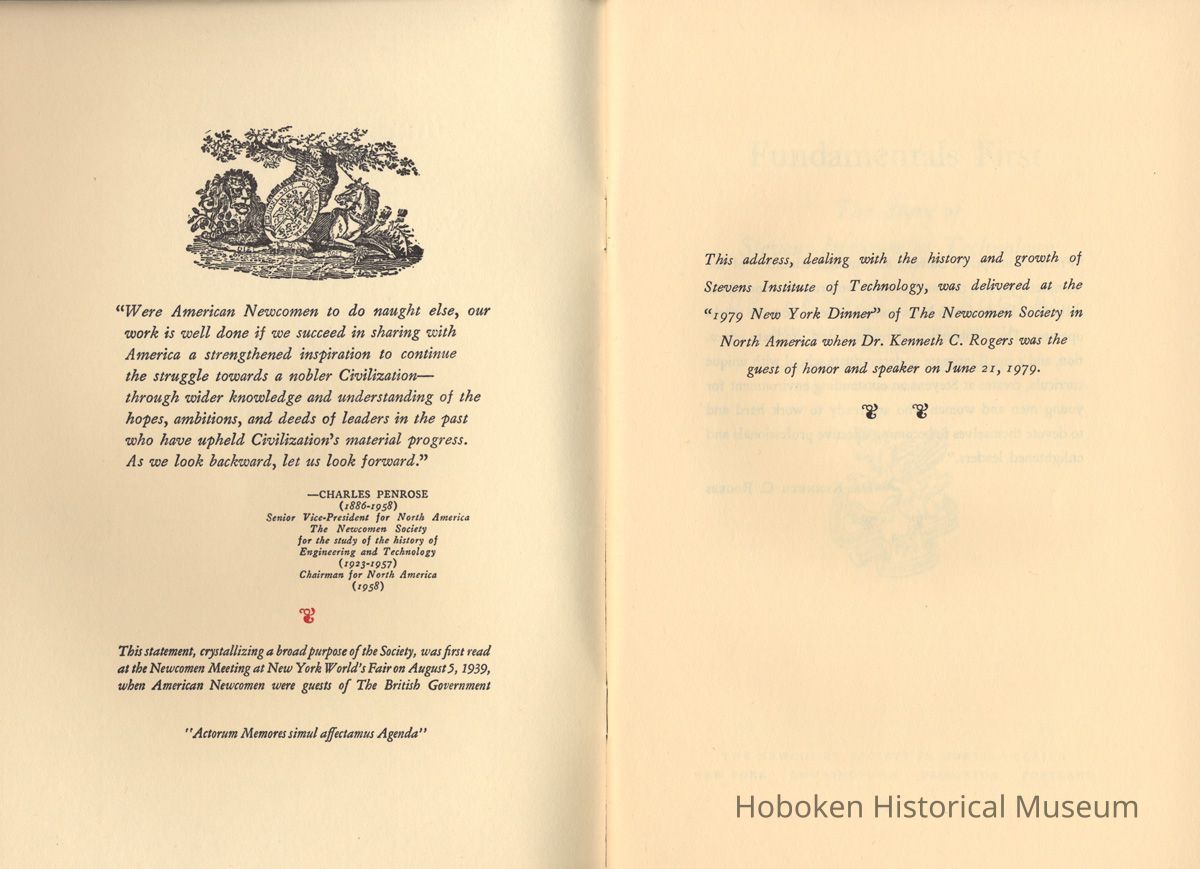 “Were American Newcomen to do naught else, our
work is well done if we succeed in sharing with
America a strengthened inspiration to continue
the struggle towards a nobler Civilization—
through wider knowledge and understanding of the
hopes, ambitions, and deeds of leaders in the past
who have upheld Civilization's material progress.
As we look backward, let us look forward.”
—CHARLES PENROSE
(1886-1958)
Senior Vice-President for North America
The Newcomen Society
for the study of the history of
Engineering and Technology
(1923-1957)
Chairman for North America
(1958)
This statement, crystallizing a broad purpose of the Society, was first read
at the Newcomen Meeting at New York World's Fair on August 5, 1939,
when American Newcomen were guests of The British Government
"Actorum Memores simul affectamus Agenda"
Fundamentals First
This address, dealing with the history and growth of
Stevens Institute of Technology, was delivered at the
“1979 New York Dinner” of The Newcomen Society in
North America when Dr. Kenneth C. Rogers was the
guest of honor and speaker on June 21, 1979.
Hoboken Historical Museum